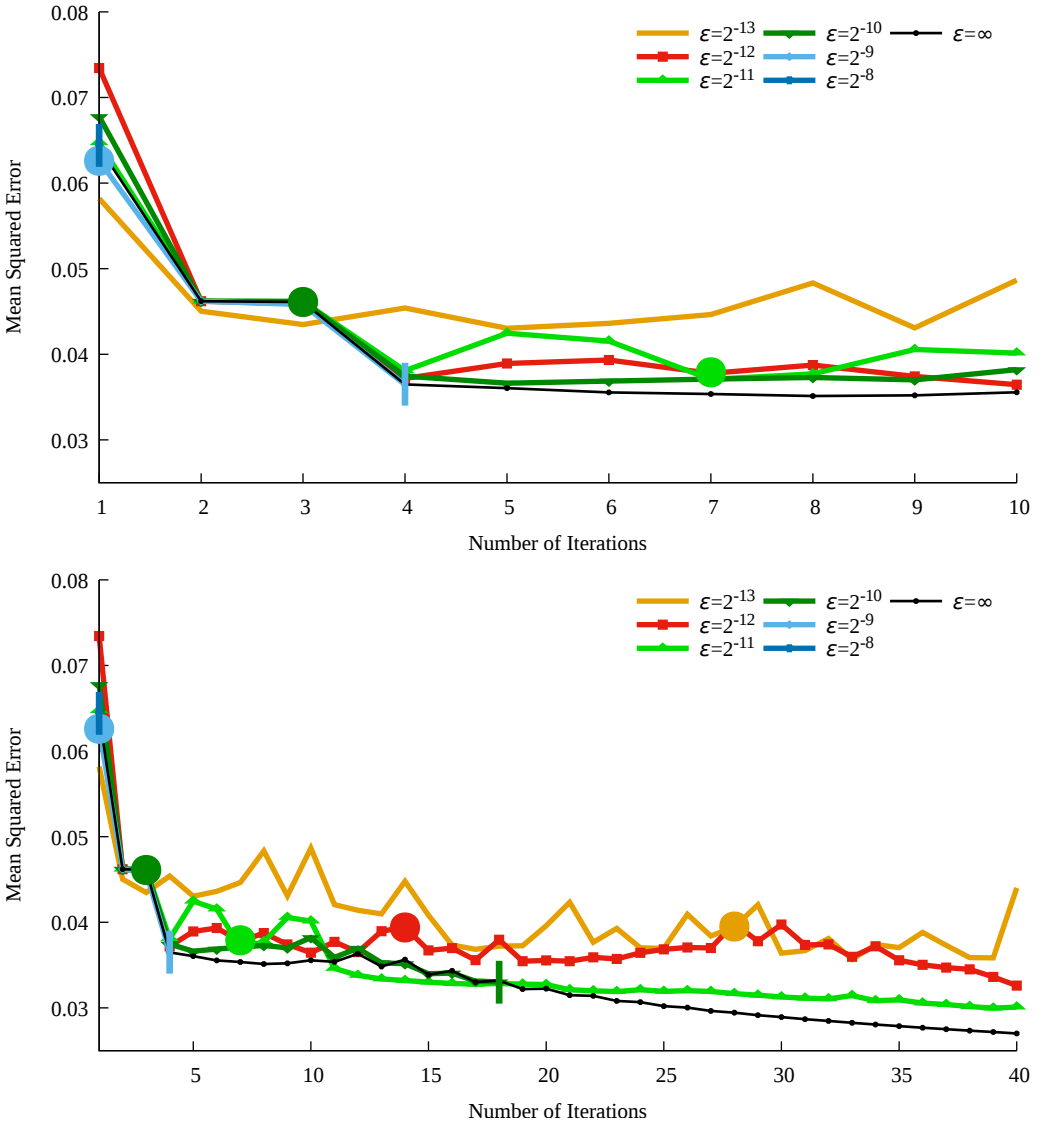 0.08
0.07
0.06
0.05
0.04
0.03
Mean Squared Error
ε=2^-13 ε=2^-10 ε=∞
ε=2^-12 ε=2^-9
ε=2^-11 ε=2^-8
1 2 3 4 5 6 7 8 9 10
Number of Iterations
0.08
0.07
0.06
0.05
0.04
0.03
Mean Squared Error
ε=2^-13 ε=2^-10 ε=∞
ε=2^-12 ε=2^-9
ε=2^-11 ε=2^-8
5 10 15 20 25 30 35 40
Number of Iterations